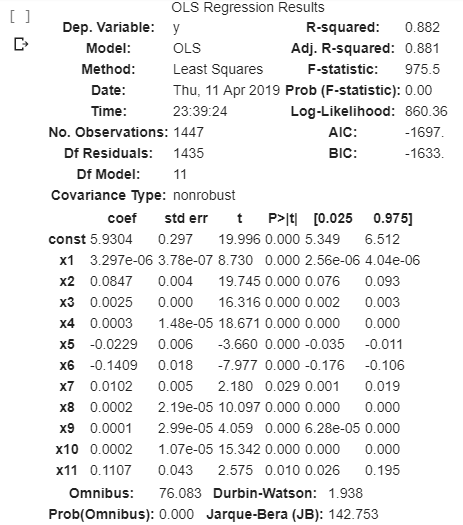 [ ]
OLS Regression Results
Dep. Variable: y R-squared: 0.882
Model: OLS Adj. R-squared: 0.881
Method: Least Squares F-statistic: 975.5
Date: Thu, 11 Apr 2019 Prob (F-statistic): 0.00
Time: 23:39:24 Log-Likelihood: 860.36
No. Observations: 1447 AIC: -1697.
Df Residuals: 1435 BIC: -1633.
Df Model: 11
Covariance Type: nonrobust
coef std err t P>|t| [0.025 0.975]
const 5.9304 0.297 19.996 0.000 5.349 6.512
x1 3.297e-06 3.78e-07 8.730 0.000 2.56e-06 4.04e-06
x2 0.0847 0.004 19.745 0.000 0.076 0.093
x3 0.0025 0.000 16.316 0.000 0.002 0.003
x4 0.0003 1.48e-05 18.671 0.000 0.000 0.000
x5 -0.0229 0.006 -3.660 0.000 -0.035 -0.011
x6 -0.1409 0.018 -7.977 0.000 -0.176 -0.106
x7 0.0102 0.005 2.180 0.029 0.001 0.019
x8 0.0002 2.19e-05 10.097 0.000 0.000 0.000
x9 0.0001 2.99e-05 4.059 0.000 6.28e-05 0.000
x10 0.0002 1.07e-05 15.342 0.000 0.000 0.000
x11 0.1107 0.043 2.575 0.010 0.026 0.195
Omnibus: 76.083 Durbin-Watson: 1.938
Prob(Omnibus): 0.000 Jarque-Bera (JB): 142.753